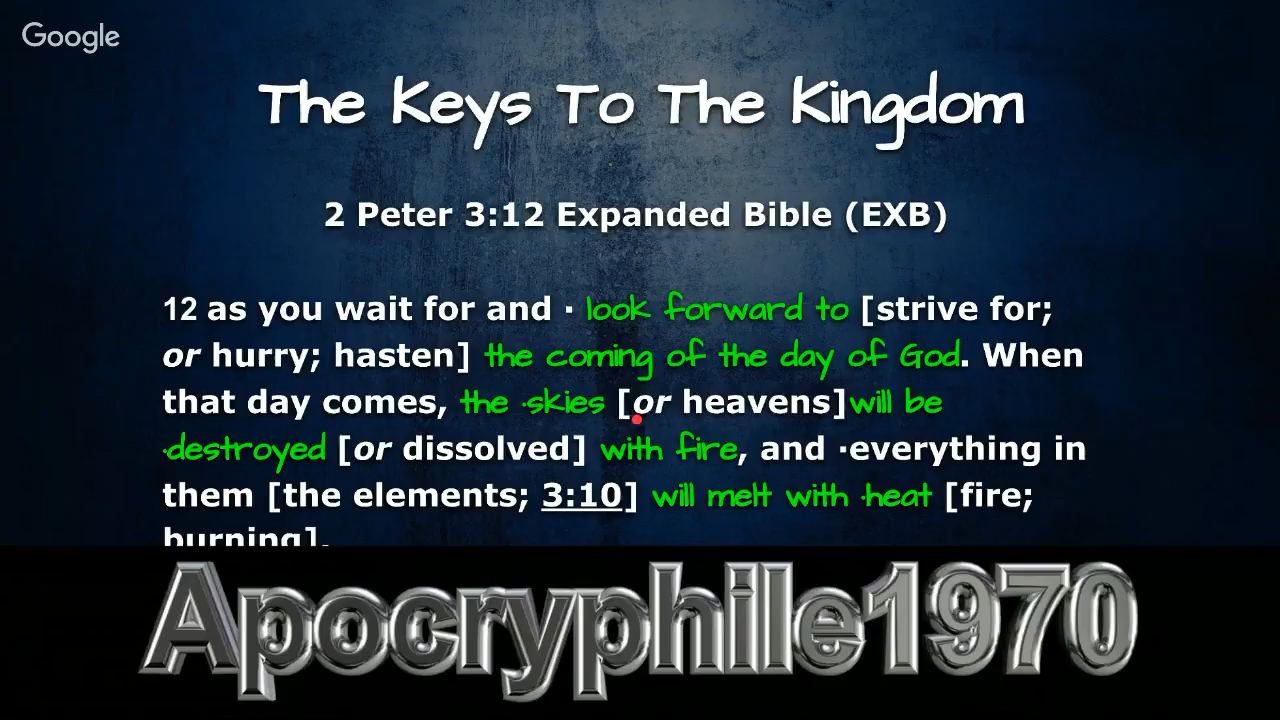 Google
The Keys To The Kingdom
2 Peter 3:12 Expanded Bible (EXB)
12 as you wait for and · look forward to [strive for;
or hurry; hasten] the coming of the day of God. When
that day comes, the ·skies [or heavens]will be
·destroyed [or dissolved] with fire, and ·everything in
them [the elements; 3:10] will melt with ·heat [fire;
burning].
Apocryphile1970